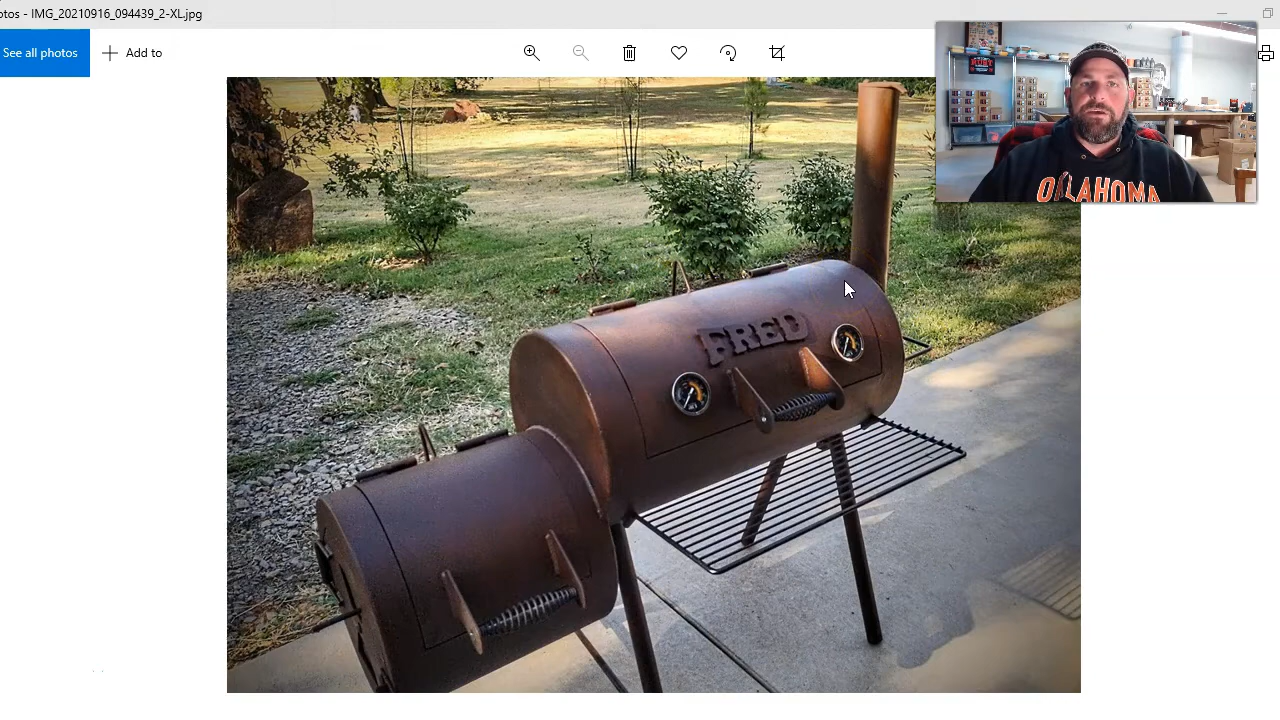 otos - IMG_20210916_094439_2-XL.jpg
See all photos
Add to
FRED
OKLAHOMA